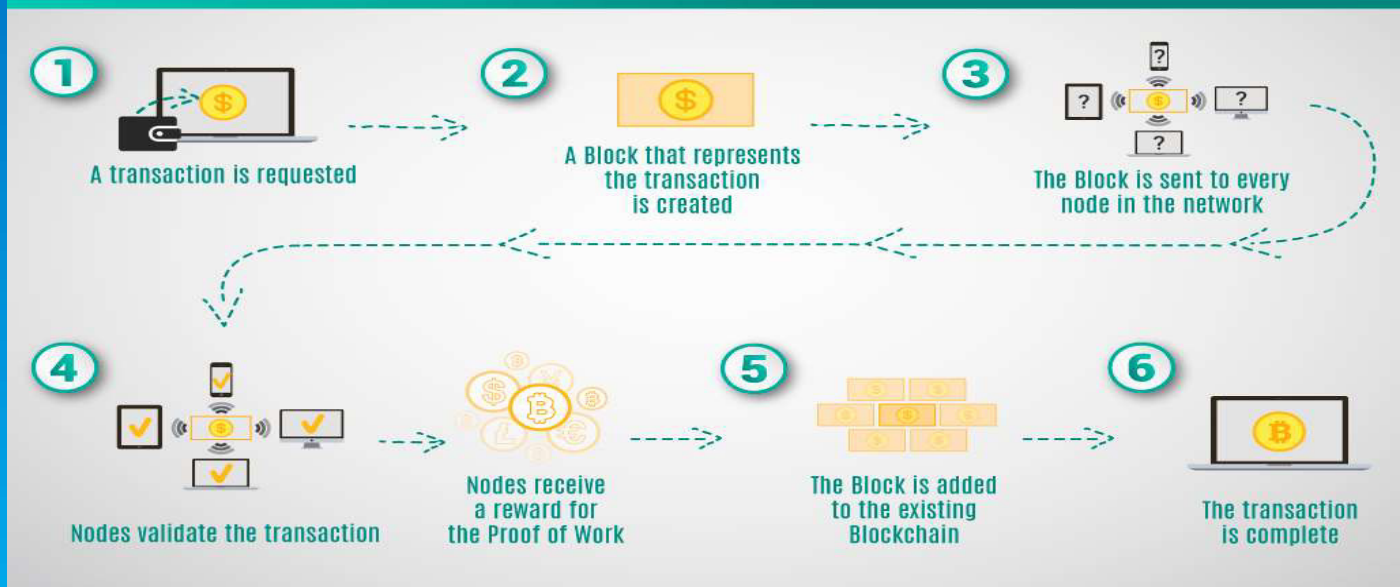 1
A transaction is requested
2
A Block that represents
the transaction
is created
3
?
?
?
?
$
$
$
The Block is sent to every
node in the network
4
$
Nodes validate the transaction
$
¥
B
B
$
Ł
€
$
Nodes receive
a reward for
the Proof of Work
5
$
$
$
$
$
$
$
The Block is added
to the existing
Blockchain
6
B
The transaction
is complete